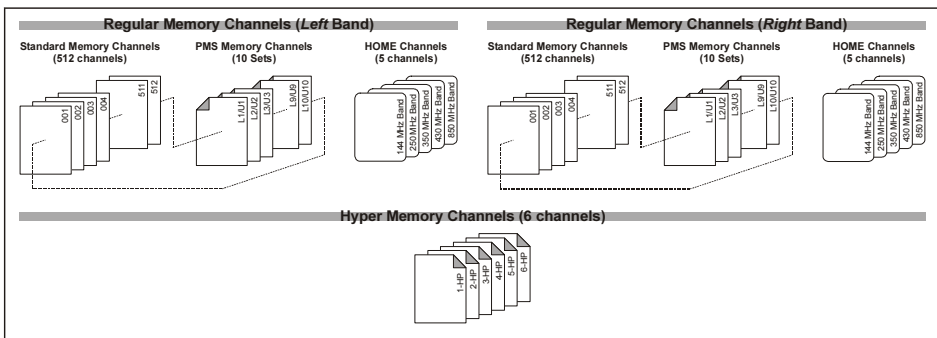 Regular Memory Channels (Left Band)
Standard Memory Channels
(512 channels)
PMS Memory Channels
(10 Sets)
HOME Channels
(5 channels)
001
002
003
004
511
512
L1/U1
L2/U2
L3/U3
L9/U9
L10/U10
144 MHz Band
250 MHz Band
350 MHz Band
430 MHz Band
850 MHz Band
Regular Memory Channels (Right Band)
Standard Memory Channels
(512 channels)
PMS Memory Channels
(10 Sets)
HOME Channels
(5 channels)
001
002
003
004
511
512
L1/U1
L2/U2
L3/U3
L9/U9
L10/U10
144 MHz Band
250 MHz Band
350 MHz Band
430 MHz Band
850 MHz Band
Hyper Memory Channels (6 channels)
1-HP
2-HP
3-HP
4-HP
5-HP
6-HP